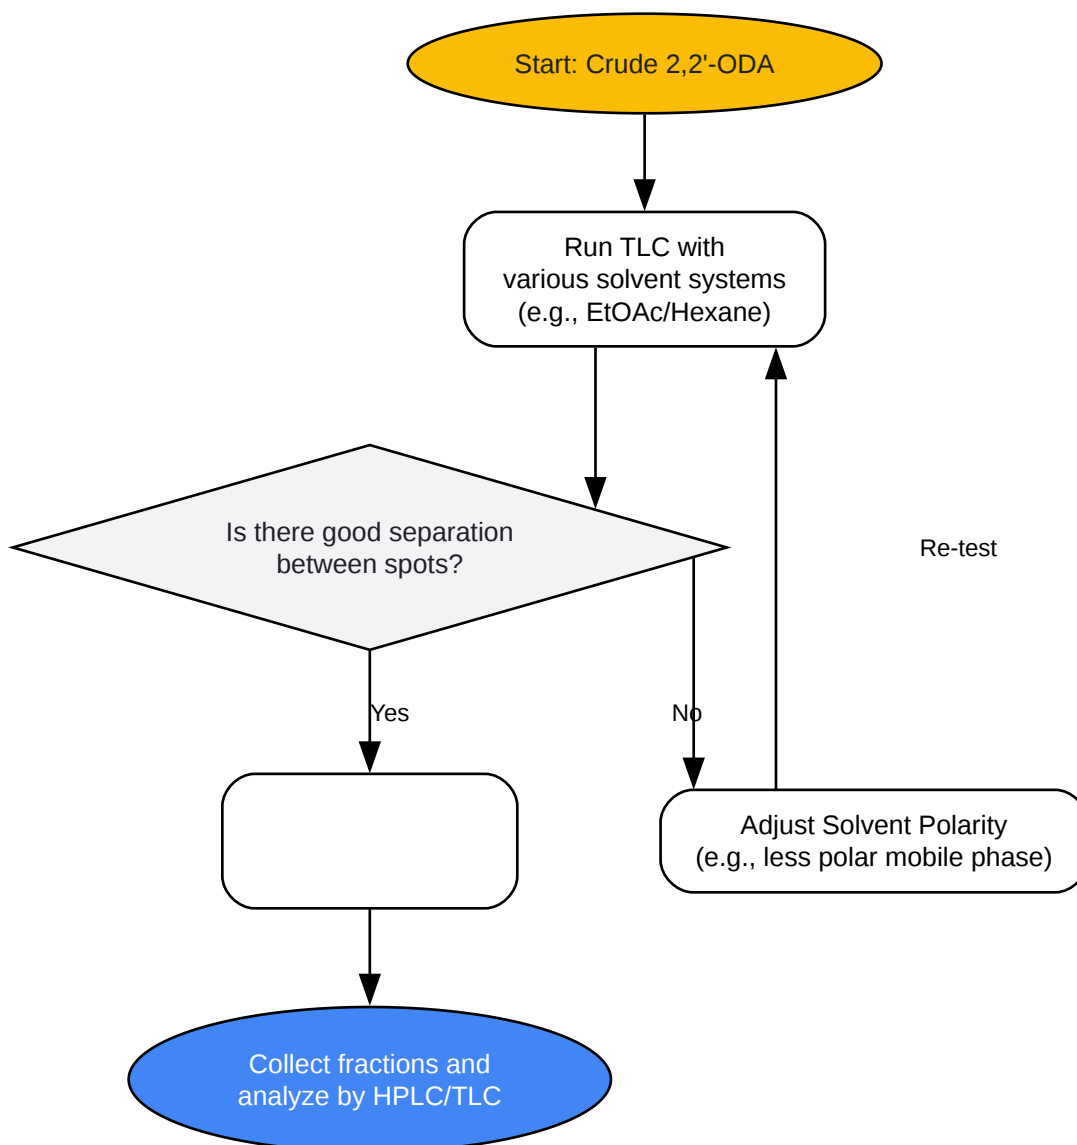 Start: Crude 2,2'-ODA
Run TLC with
various solvent systems
(e.g., EtOAc/Hexane)
Is there good separation
between spots?
Re-test
Yes
No
Adjust Solvent Polarity
(e.g., less polar mobile phase)
Collect fractions and
analyze by HPLC/TLC